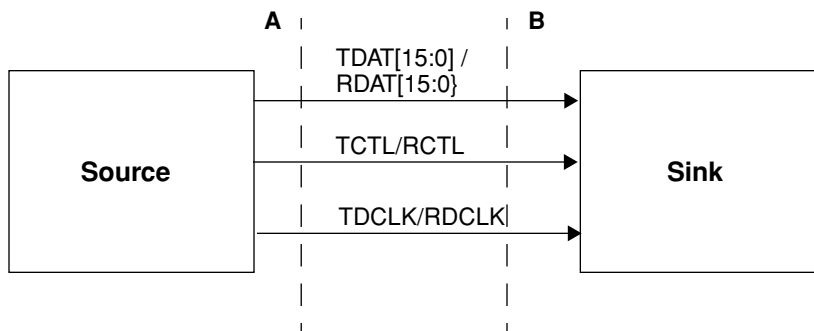 A B
TDAT[15:0] /
RDAT[15:0}
TCTL/RCTL
Source Sink
TDCLK/RDCLK